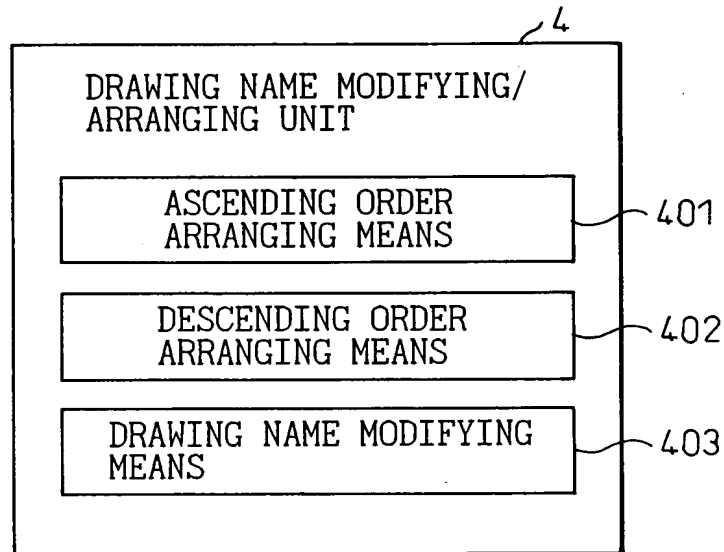 4
DRAWING NAME MODIFYING/
ARRANGING UNIT
ASCENDING ORDER
ARRANGING MEANS
401
DESCENDING ORDER
ARRANGING MEANS
402
DRAWING NAME MODIFYING
MEANS
403